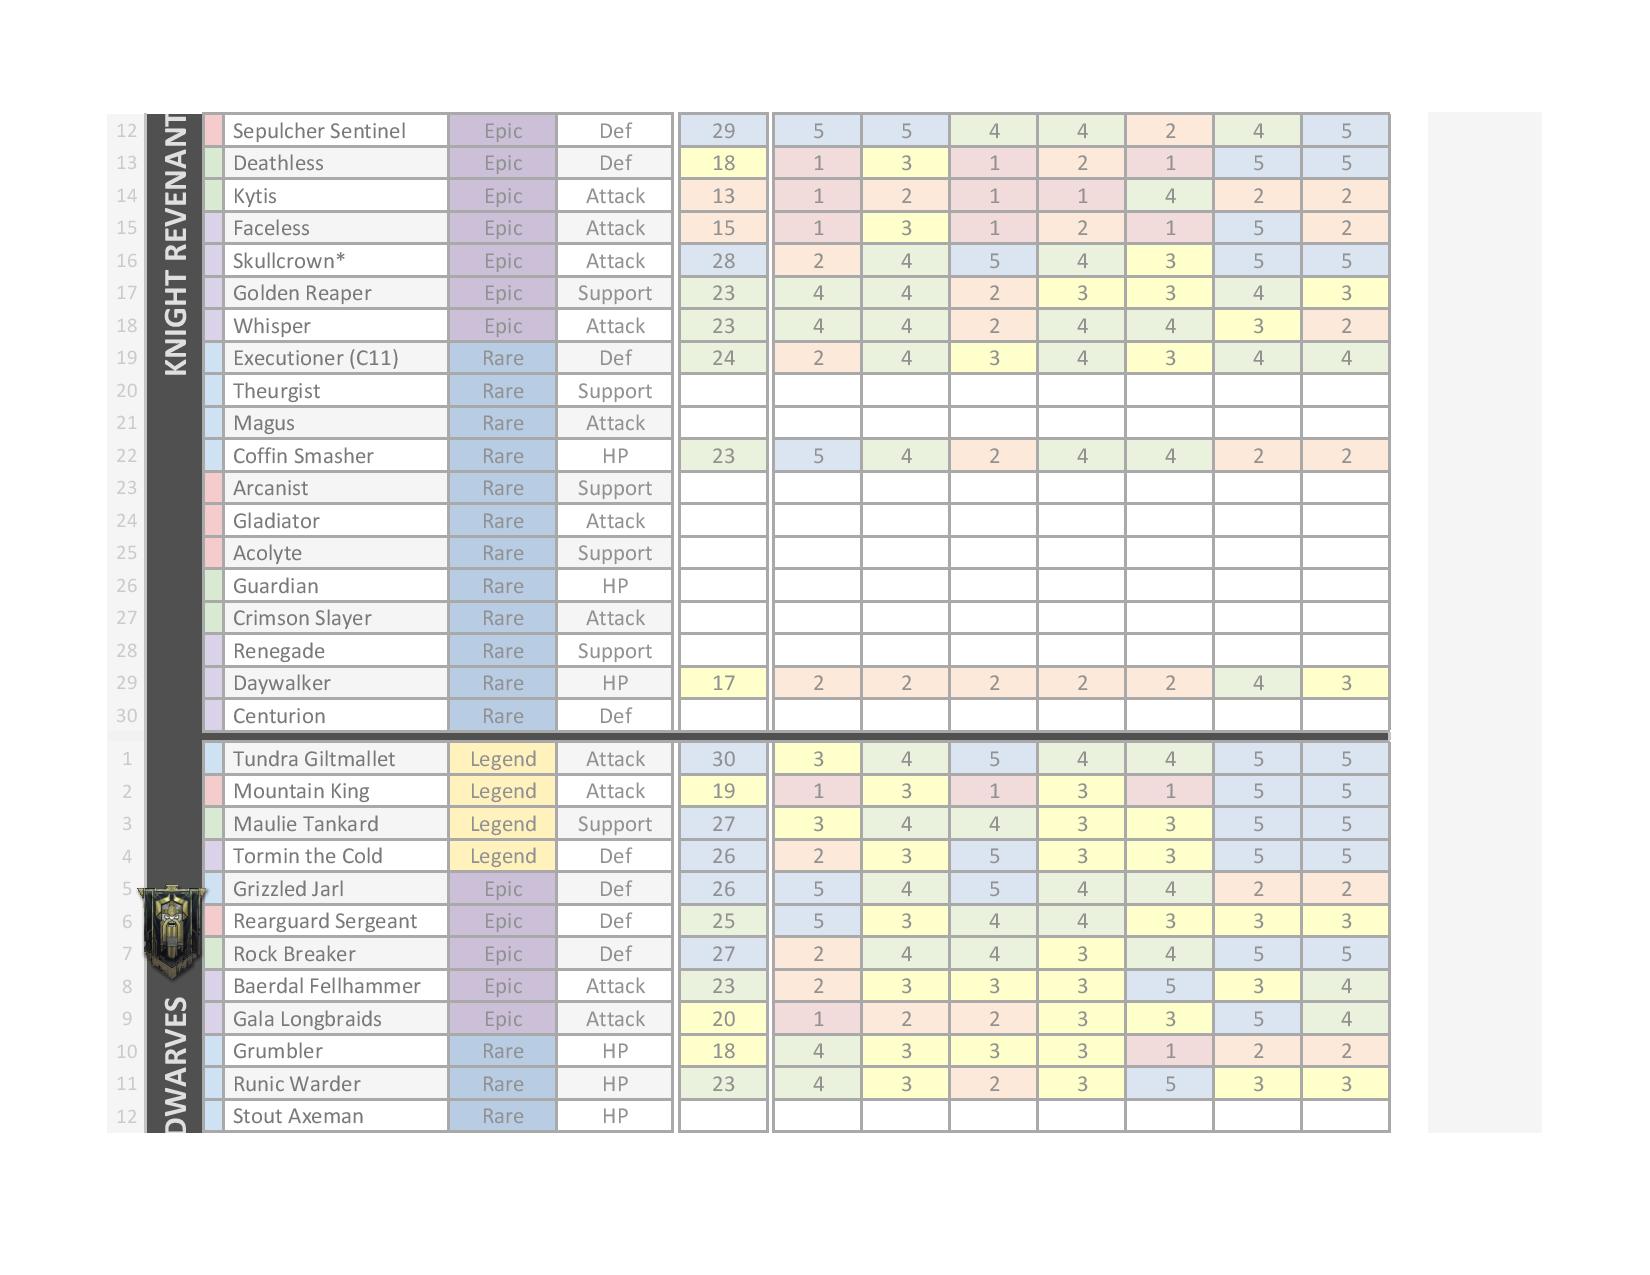 KNIGHT REVENANT
12 Sepulcher Sentinel Epic Def 29 5 5 4 4 2 4 5
13 Deathless Epic Def 18 1 3 1 2 1 5 5
14 Kytis Epic Attack 13 1 2 1 1 4 2 2
15 Faceless Epic Attack 15 1 3 1 2 1 5 2
16 Skullcrown* Epic Attack 28 2 4 5 4 3 5 5
17 Golden Reaper Epic Support 23 4 4 2 3 3 4 3
18 Whisper Epic Attack 23 4 4 2 4 4 3 2
19 Executioner (C11) Rare Def 24 2 4 3 4 3 4 4
20 Theurgist Rare Support
21 Magus Rare Attack
22 Coffin Smasher Rare HP 23 5 4 2 4 4 2 2
23 Arcanist Rare Support
24 Gladiator Rare Attack
25 Acolyte Rare Support
26 Guardian Rare HP
27 Crimson Slayer Rare Attack
28 Renegade Rare Support
29 Daywalker Rare HP 17 2 2 2 2 2 4 3
30 Centurion Rare Def
DWARVES
1 Tundra Giltmallet Legend Attack 30 3 4 5 4 4 5 5
2 Mountain King Legend Attack 19 1 3 1 3 1 5 5
3 Maulie Tankard Legend Support 27 3 4 4 3 3 5 5
4 Tormin the Cold Legend Def 26 2 3 5 3 3 5 5
5 Grizzled Jarl Epic Def 26 5 4 5 4 4 2 2
6 Rearguard Sergeant Epic Def 25 5 3 4 4 3 3 3
7 Rock Breaker Epic Def 27 2 4 4 3 4 5 5
8 Baerdal Fellhammer Epic Attack 23 2 3 3 3 5 3 4
9 Gala Longbraids Epic Attack 20 1 2 2 3 3 5 4
10 Grumbler Rare HP 18 4 3 3 3 1 2 2
11 Runic Warder Rare HP 23 4 3 2 3 5 3 3
12 Stout Axeman Rare HP